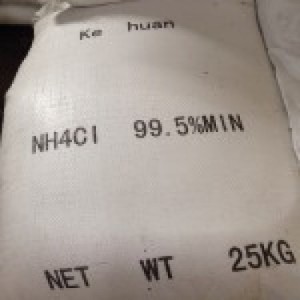 Ke huan
NH4Cl 99.5%MIN
NET WT 25KG